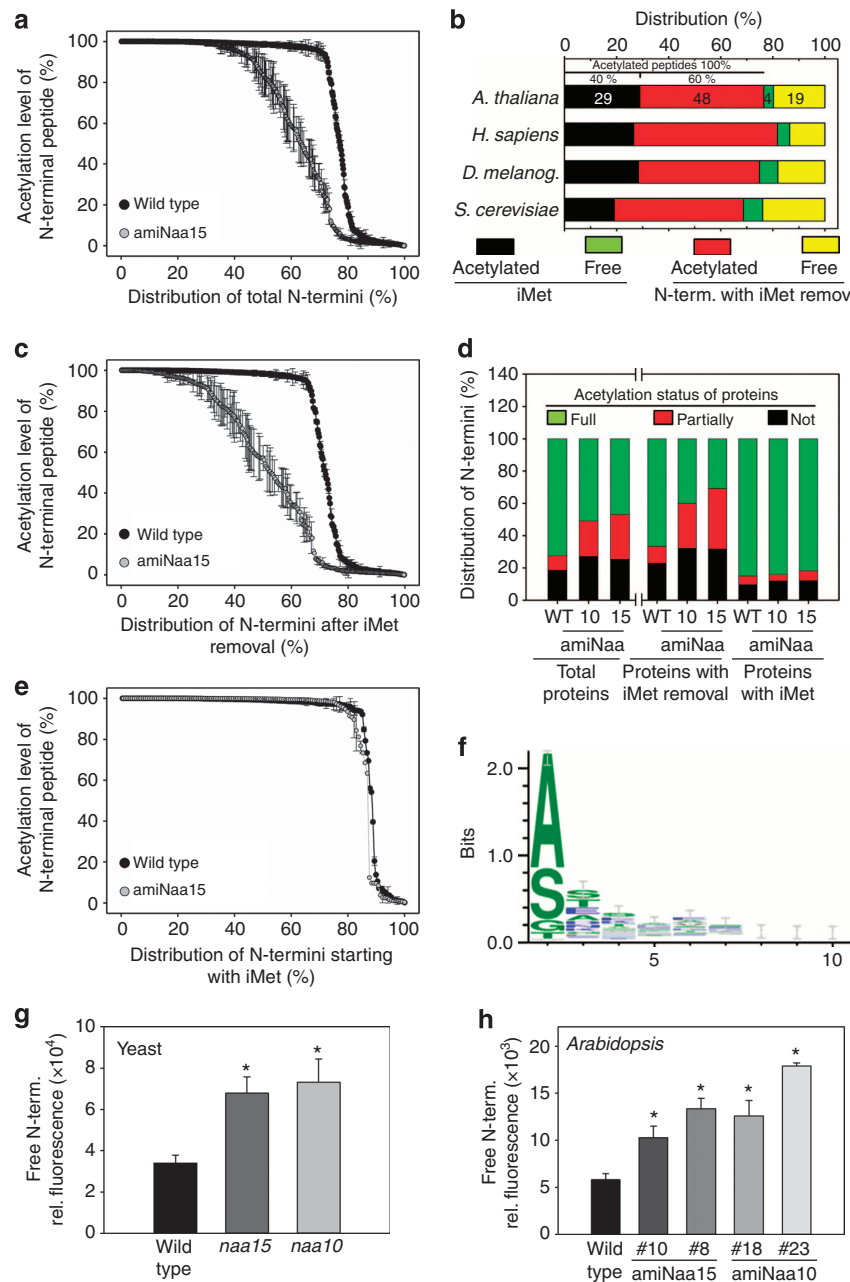 a
Acetylation level of
N-terminal peptide (%)
100
80
60
40
20
0
Wild type
amiNaa15
0 20 40 60 80 100
Distribution of total N-termini (%)
b
Distribution (%)
0 20 40 60 80 100
Acetylated peptides 100%
40 % 60 %
A. thaliana 29 48 4 19
H. sapiens
D. melanog.
S. cerevisiae
Acetylated Free Acetylated Free
iMet N-term. with iMet remov
c
Acetylation level of
N-terminal peptide (%)
100
80
60
40
20
0
Wild type
amiNaa15
0 20 40 60 80 100
Distribution of N-termini after iMet
removal (%)
d
Distribution of N-termini (%)
140
120
100
80
60
40
20
0
Acetylation status of proteins
Full Partially Not
WT 10 15 WT 10 15 WT 10 15
amiNaa amiNaa amiNaa
Total Proteins with Proteins
proteins iMet removal with iMet
e
Acetylation level of
N-terminal peptide (%)
100
80
60
40
20
0
Wild type
amiNaa15
0 20 40 60 80 100
Distribution of N-termini starting
with iMet (%)
f
Bits
2.0
1.0
0.0
A
S
G
5 10
g
Free N-term.
rel. fluorescence (×10⁴)
10
8
6
4
2
0
Yeast
* *
Wild naa15 naa10
type
h
Free N-term.
rel. fluorescence (×10³)
20
15
10
5
0
Arabidopsis
* * * *
Wild #10 #8 #18 #23
type amiNaa15 amiNaa10